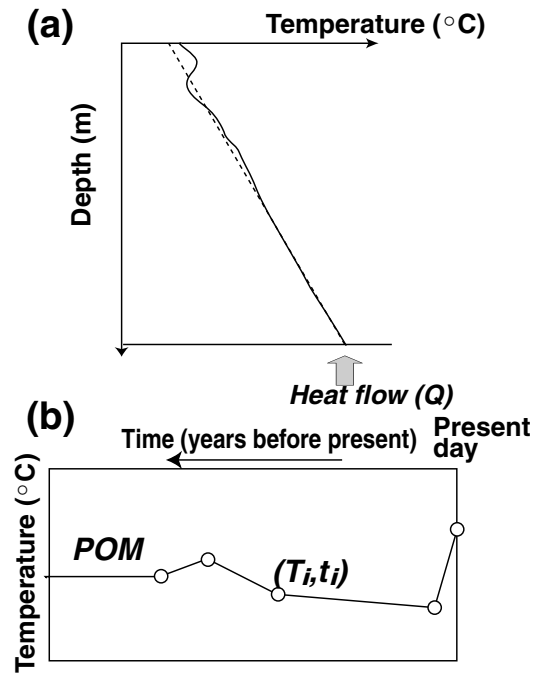 (a)
Temperature (°C)
Depth (m)
Heat flow (Q)
(b)
Time (years before present)
Present
day
Temperature (°C)
POM
(Ti,ti)